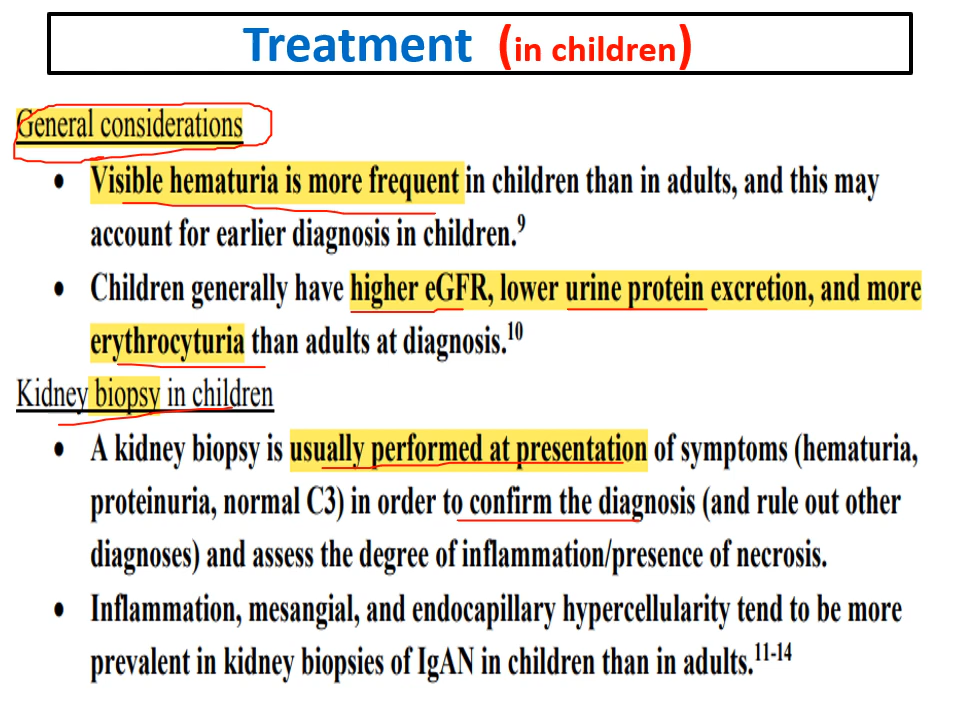 Treatment (in children)
General considerations
• Visible hematuria is more frequent in children than in adults, and this may
account for earlier diagnosis in children.9
• Children generally have higher eGFR, lower urine protein excretion, and more
erythrocyturia than adults at diagnosis.10
Kidney biopsy in children
• A kidney biopsy is usually performed at presentation of symptoms (hematuria,
proteinuria, normal C3) in order to confirm the diagnosis (and rule out other
diagnoses) and assess the degree of inflammation/presence of necrosis.
• Inflammation, mesangial, and endocapillary hypercellularity tend to be more
prevalent in kidney biopsies of IgAN in children than in adults.11-14